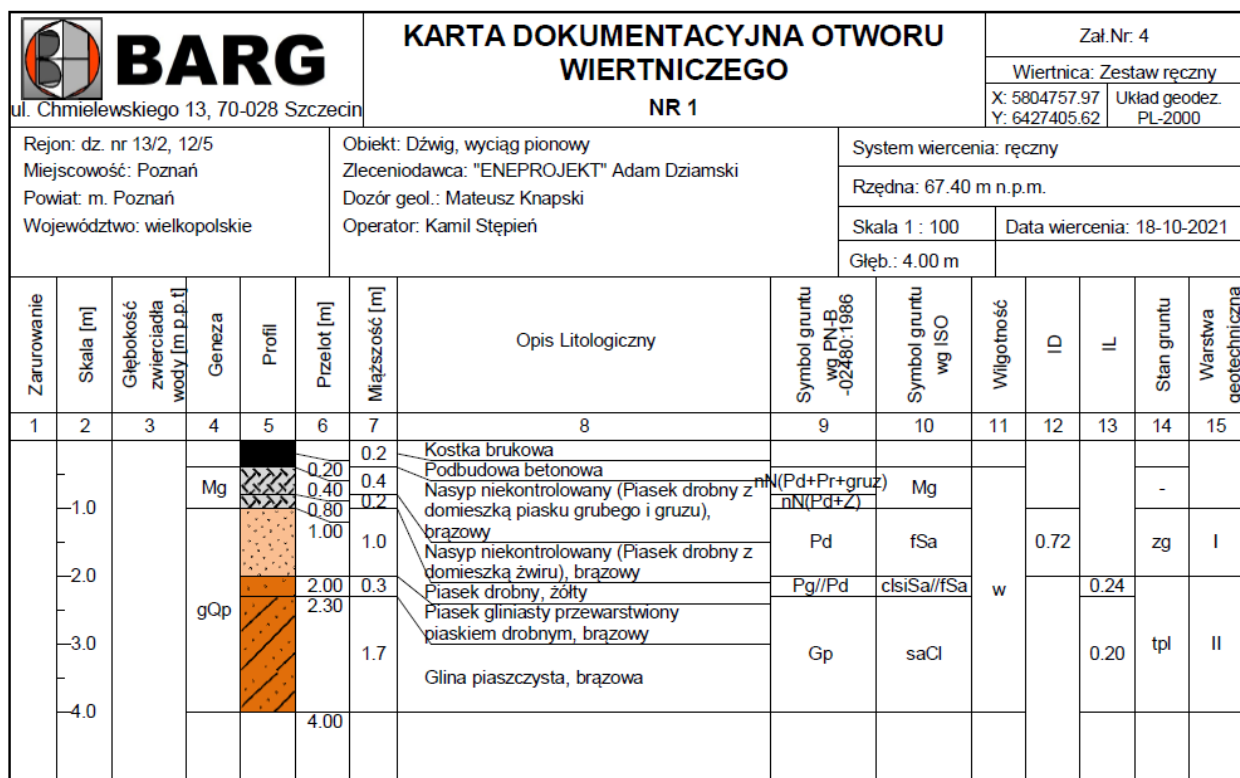 BARG
ul. Chmielewskiego 13, 70-028 Szczecin
KARTA DOKUMENTACYJNA OTWORU
WIERTNICZEGO
NR 1
Zał.Nr: 4
Wiertnica: Zestaw ręczny
X: 5804757.97
Y: 6427405.62
Układ geodez.
PL-2000
Rejon: dz. nr 13/2, 12/5
Miejscowość: Poznań
Powiat: m. Poznań
Województwo: wielkopolskie
Obiekt: Dźwig, wyciąg pionowy
Zleceniodawca: "ENEPROJEKT" Adam Dziamski
Dozór geol.: Mateusz Knapski
Operator: Kamil Stępień
System wiercenia: ręczny
Rzędna: 67.40 m n.p.m.
Skala 1 : 100
Data wiercenia: 18-10-2021
Głęb.: 4.00 m
Zarurowanie
Skala [m]
Głębokość
zwierciadła
wody [m p.p.t]
Geneza
Profil
Przelot [m]
Miąższość [m]
Opis Litologiczny
Symbol gruntu
wg PN-B
-02480:1986
Symbol gruntu
wg ISO
Wilgotność
ID
IL
Stan gruntu
Warstwa
geotechniczna
1 2 3 4 5 6 7 8 9 10 11 12 13 14 15
-1.0
-2.0
-3.0
-4.0
Mg
gQp
0.20
0.40
0.80
1.00
2.00
2.30
4.00
0.2
0.4
0.2
1.0
0.3
1.7
Kostka brukowa
Podbudowa betonowa
Nasyp niekontrolowany (Piasek drobny z
domieszką piasku grubego i gruzu),
brązowy
Nasyp niekontrolowany (Piasek drobny z
domieszką żwiru), brązowy
Piasek drobny, żółty
Piasek gliniasty przewarstwiony
piaskiem drobnym, brązowy
Glina piaszczysta, brązowa
nN(Pd+Pr+gruz)
nN(Pd+Ż)
Pd
Pg//Pd
Gp
Mg
fSa
clsiSa//fSa
saCl
w
0.72
0.24
0.20
-
zg
tpl
I
II